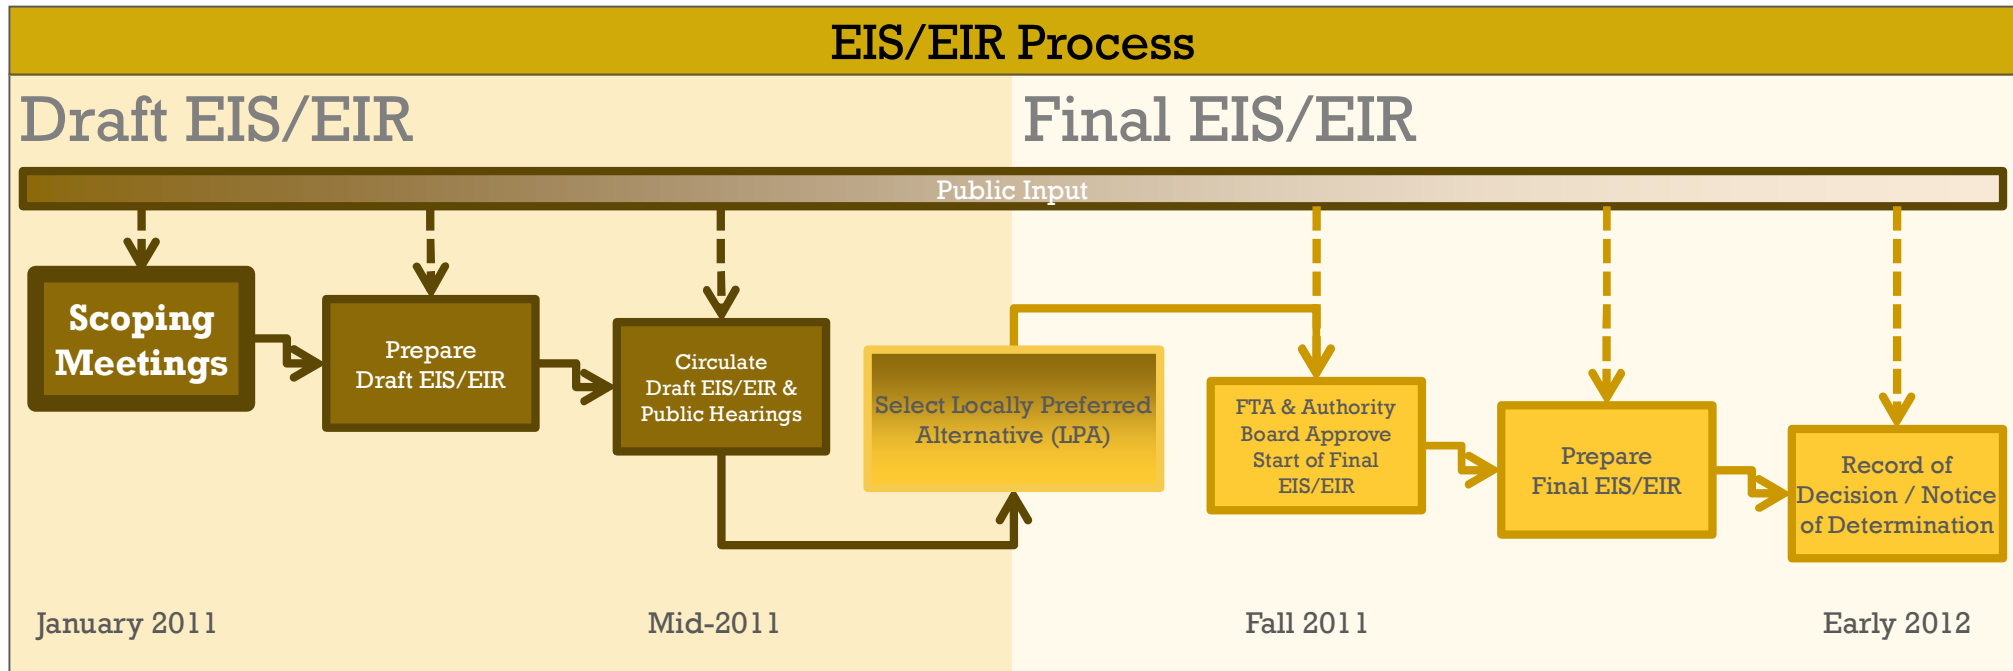 EIS/EIR Process
Draft EIS/EIR
Final EIS/EIR
Public Input
Scoping
Meetings
Prepare
Draft EIS/EIR
Circulate
Draft EIS/EIR &
Public Hearings
Select Locally Preferred
Alternative (LPA)
FTA & Authority
Board Approve
Start of Final
EIS/EIR
Prepare
Final EIS/EIR
Record of
Decision / Notice
of Determination
January 2011
Mid-2011
Fall 2011
Early 2012